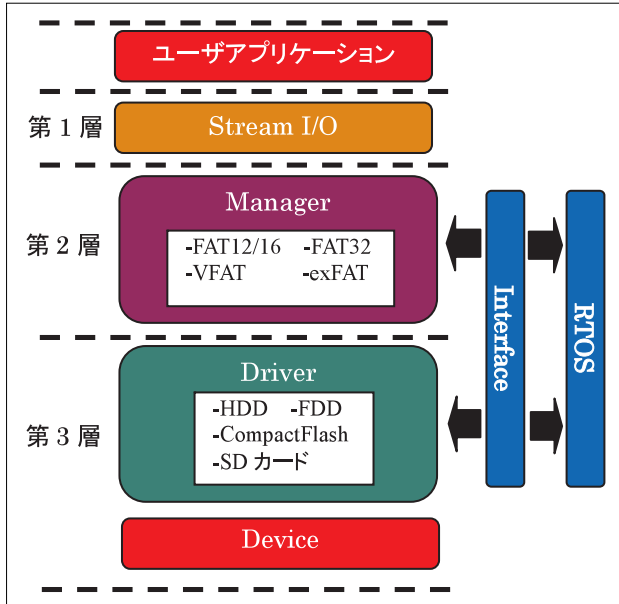 ユーザアプリケーション
第1層
Stream I/O
第2層
Manager
-FAT12/16 -FAT32
-VFAT -exFAT
第3層
Driver
-HDD -FDD
-CompactFlash
-SD カード
Device
Interface
RTOS